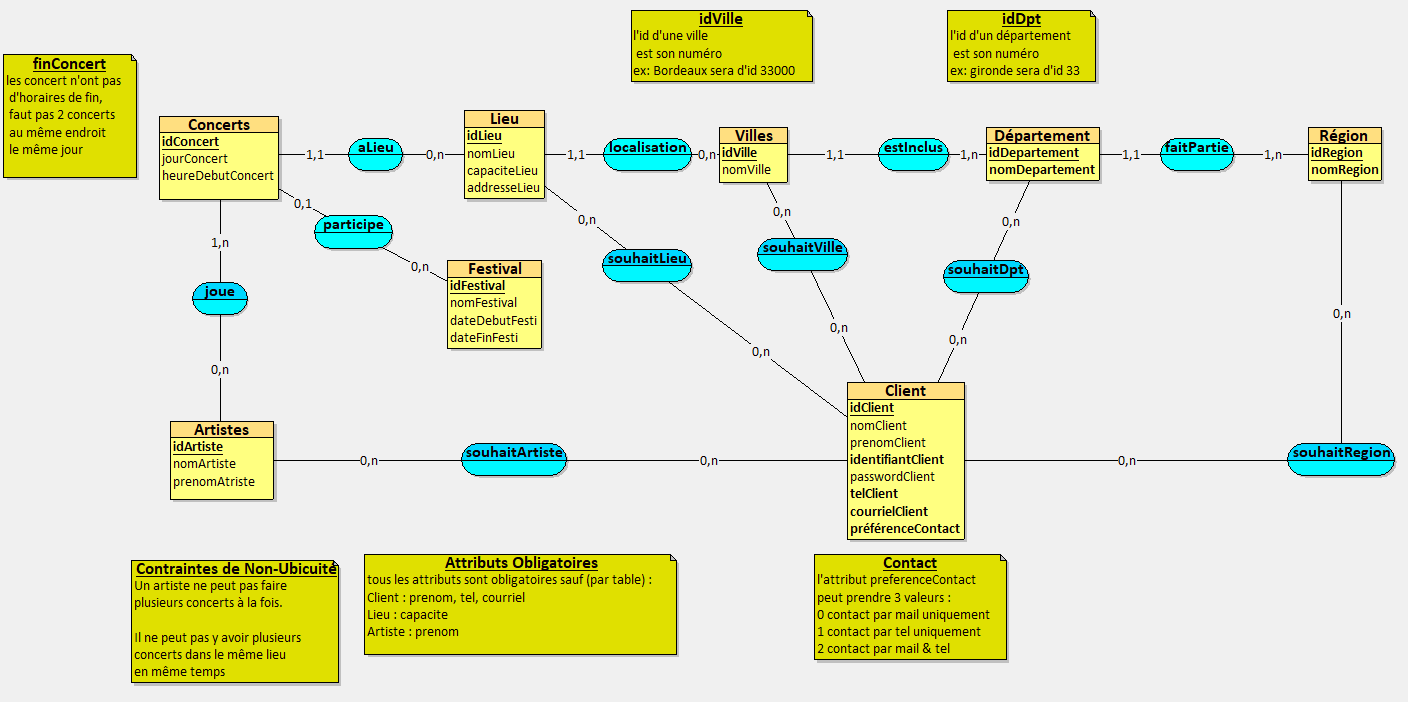 idVille
l'id d'une ville
est son numéro
ex: Bordeaux sera d'id 33000
idDpt
l'id d'un département
est son numéro
ex: gironde sera d'id 33
finConcert
les concert n'ont pas
d'horaires de fin,
faut pas 2 concerts
au même endroit
le même jour
Concerts
idConcert
jourConcert
heureDebutConcert
1,1
aLieu
0,n
Lieu
idLieu
nomLieu
capaciteLieu
addresseLieu
1,1
localisation
0,n
Villes
idVille
nomVille
1,1
estInclus
1,n
Département
idDepartement
nomDepartement
1,1
faitPartie
1,n
Région
idRegion
nomRegion
0,1
participe
0,n
Festival
idFestival
nomFestival
dateDebutFesti
dateFinFesti
1,n
joue
0,n
0,n
souhaitLieu
0,n
0,n
souhaitVille
0,n
0,n
souhaitDpt
0,n
0,n
Artistes
idArtiste
nomArtiste
prenomAtriste
0,n
souhaitArtiste
0,n
Client
idClient
nomClient
prenomClient
identifiantClient
passwordClient
telClient
courrielClient
préférenceContact
0,n
souhaitRegion
Contraintes de Non-Ubicuité
Un artiste ne peut pas faire
plusieurs concerts à la fois.
Il ne peut pas y avoir plusieurs
concerts dans le même lieu
en même temps
Attributs Obligatoires
tous les attributs sont obligatoires sauf (par table) :
Client : prenom, tel, courriel
Lieu : capacite
Artiste : prenom
Contact
l'attribut preferenceContact
peut prendre 3 valeurs :
0 contact par mail uniquement
1 contact par tel uniquement
2 contact par mail & tel